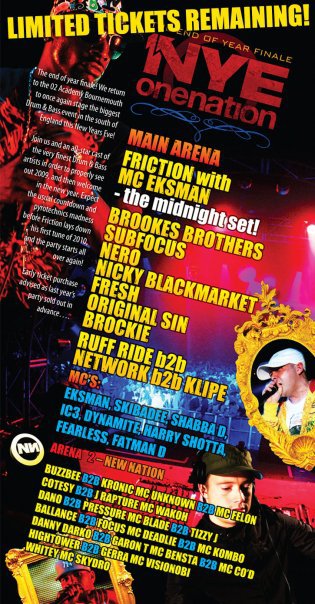 LIMITED TICKETS REMAINING!
END OF YEAR FINALE
NYE
onenation
The end of year finale! We return
to the O2 Academy Bournemouth
to once again stage the biggest
Drum & Bass event in the south of
England this New Years Eve!
Join us and an all-star cast of
the very finest Drum & Bass
artists in order to properly see
out 2009, and then welcome
in the new year. Expect
the usual countdown and
pyrotechnics madness
before Friction lays down
his first tune of 2010,
and the party starts all
over again!
Early ticket purchase
advised as last year's
party sold out in
advance . . .
MAIN ARENA
FRICTION with
MC EKSMAN
- the midnight set!
BROOKES BROTHERS
SUBFOCUS
NERO
NICKY BLACKMARKET
FRESH
ORIGINAL SIN
BROCKIE
RUFF RIDE b2b
NETWORK b2b KLIPE
MC'S:
EKSMAN, SKIBADEE, SHABBA D,
IC3, DYNAMITE, HARRY SHOTTA,
FEARLESS, FATMAN D
NN
ARENA 2 - NEW NATION
BUZZBEE B2B KRONIC MC UNKNOWN B2B MC FELON
COTESY B2B J RAPTURE MC WAKOH
DANO B2B PRESSURE MC BLADE B2B TIZZY J
BALLANCE B2B FOCUS MC DEADLIE B2B MC KOMBO
DANNY DARKO B2B GARON T MC BENSTA B2B MC CO'D
NIGHTOWER B2B GERRA MC VISIONOBI
WHITEY MC SKYDRO